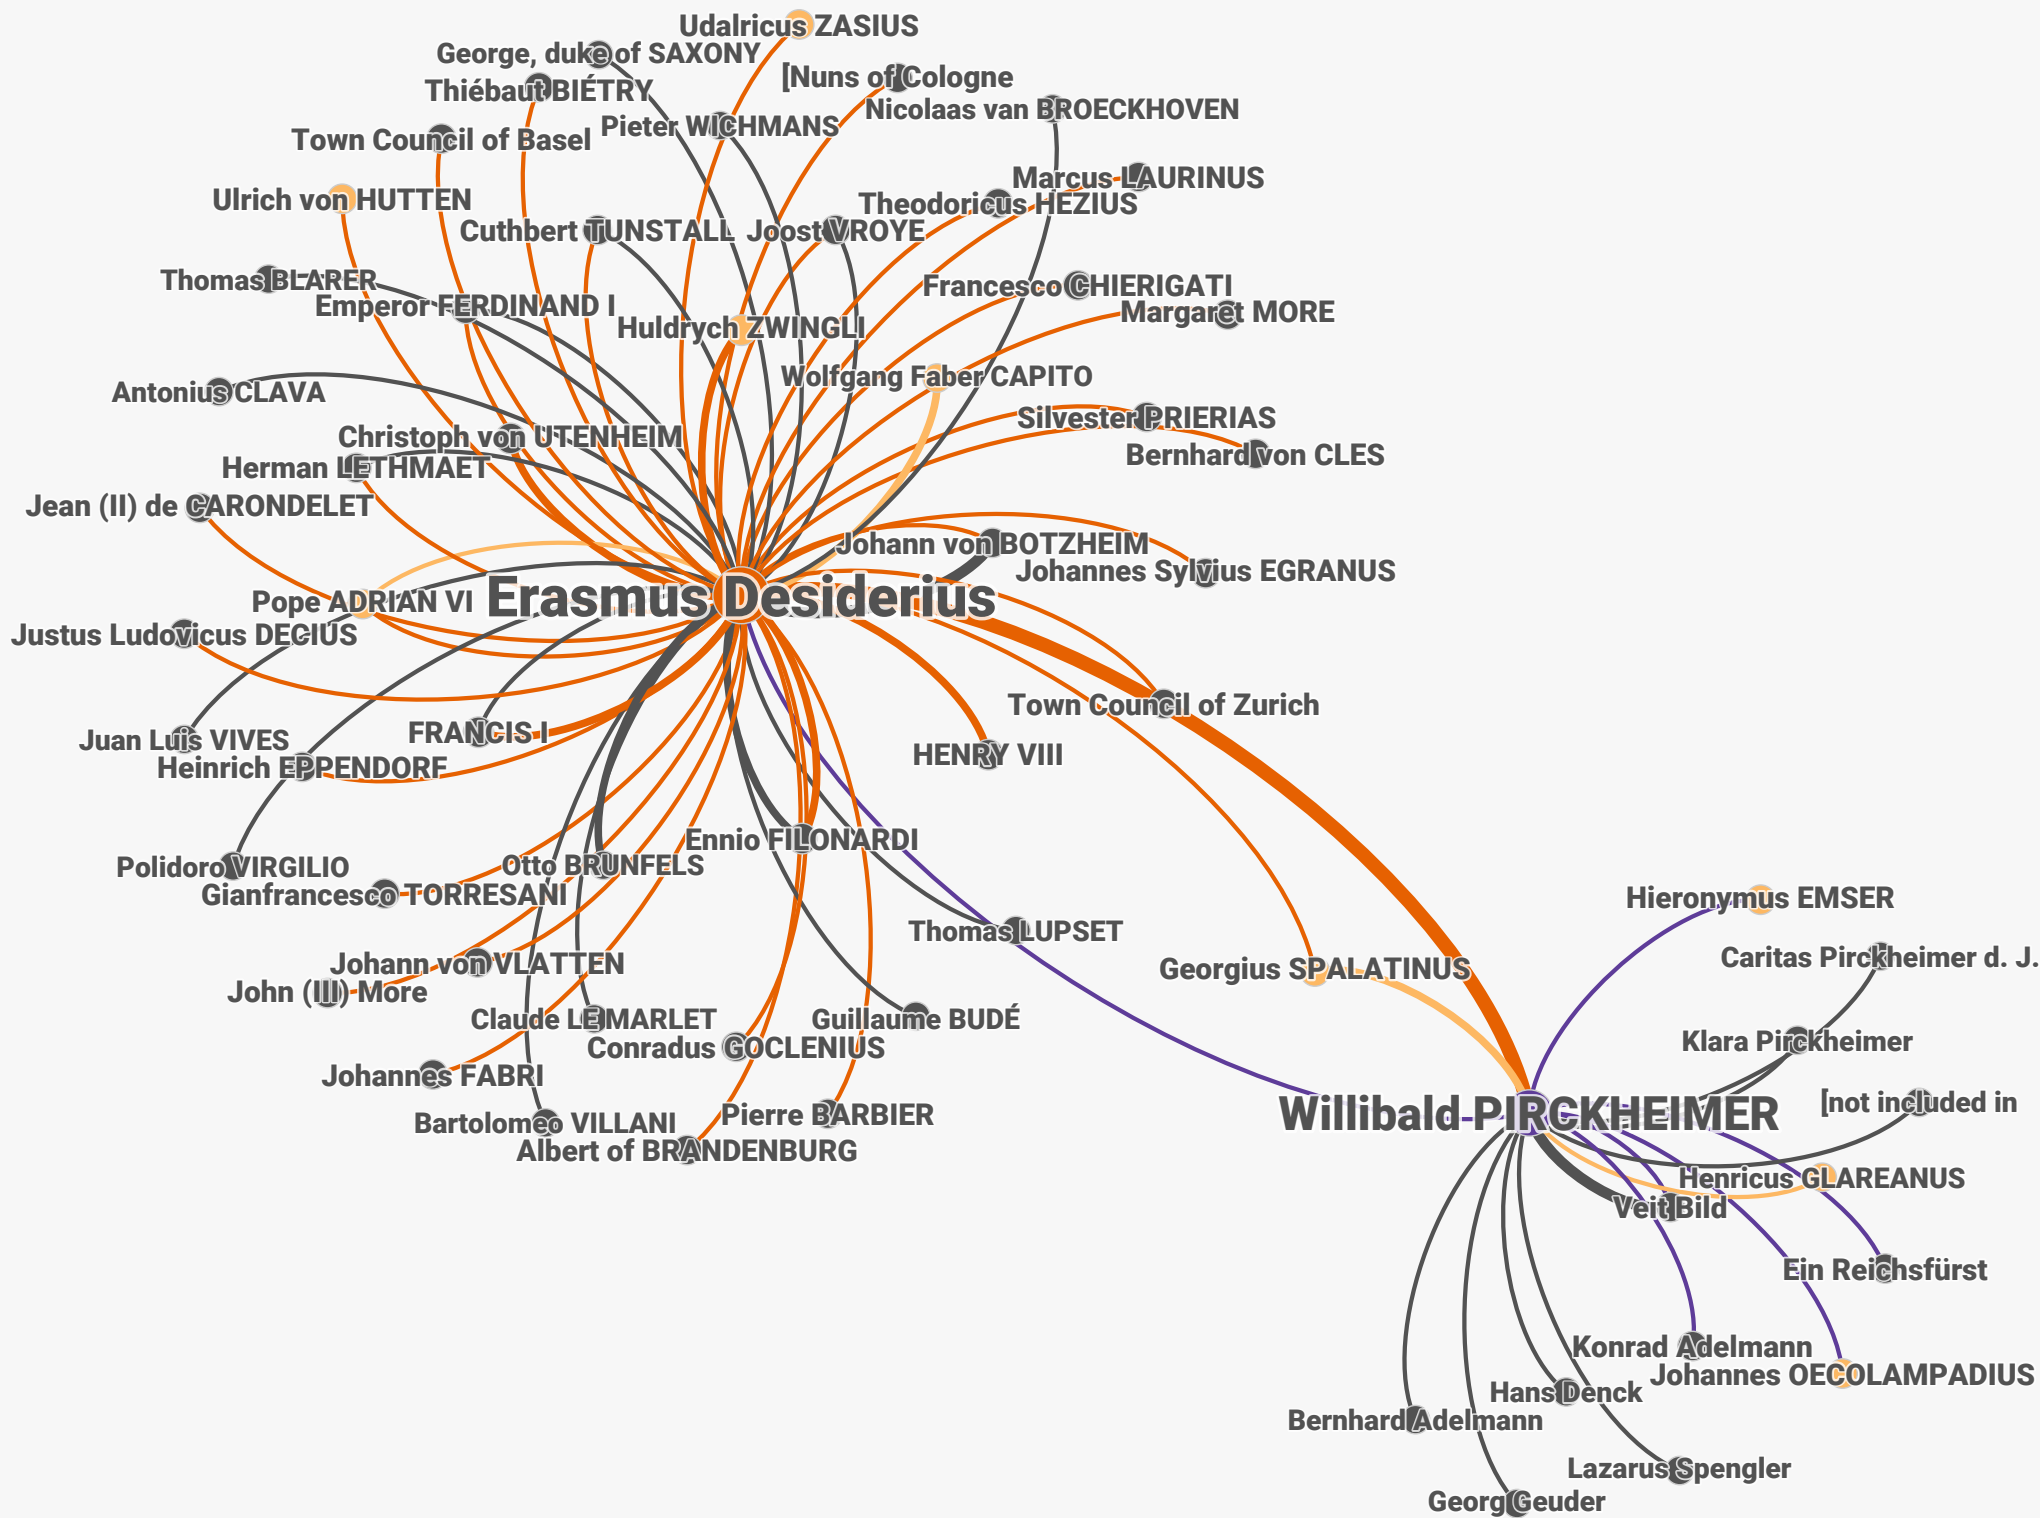 Udalricus ZASIUS
George, duke of SAXONY
[Nuns of Cologne
Thiébaut BIÉTRY
Nicolaas van BROECKHOVEN
Pieter WICHMANS
Town Council of Basel
Marcus LAURINUS
Ulrich von HUTTEN
Theodoricus HEZIUS
Cuthbert TUNSTALL
Joost VROYE
Thomas BLARER
Francesco CHIERIGATI
Emperor FERDINAND I
Margaret MORE
Huldrych ZWINGLI
Wolfgang Faber CAPITO
Antonius CLAVA
Silvester PRIERIAS
Christoph von UTENHEIM
Bernhard von CLES
Herman LETHMAET
Jean (II) de CARONDELET
Johann von BOTZHEIM
Johannes Sylvius EGRANUS
Pope ADRIAN VI
Erasmus Desiderius
Justus Ludovicus DECIUS
Town Council of Zurich
FRANCIS I
Juan Luis VIVES
HENRY VIII
Heinrich EPPENDORF
Ennio FILONARDI
Polidoro VIRGILIO
Otto BRUNFELS
Gianfrancesco TORRESANI
Hieronymus EMSER
Thomas LUPSET
Caritas Pirckheimer d. J.
Johann von VLATTEN
Georgius SPALATINUS
John (III) More
Claude LE MARLET
Guillaume BUDÉ
Klara Pirckheimer
Conradus GOCLENIUS
Johannes FABRI
[not included in
Willibald PIRCKHEIMER
Pierre BARBIER
Bartolomeo VILLANI
Albert of BRANDENBURG
Henricus GLAREANUS
Veit Bild
Ein Reichsfürst
Konrad Adelmann
Johannes OECOLAMPADIUS
Hans Denck
Bernhard Adelmann
Lazarus Spengler
Georg Geuder